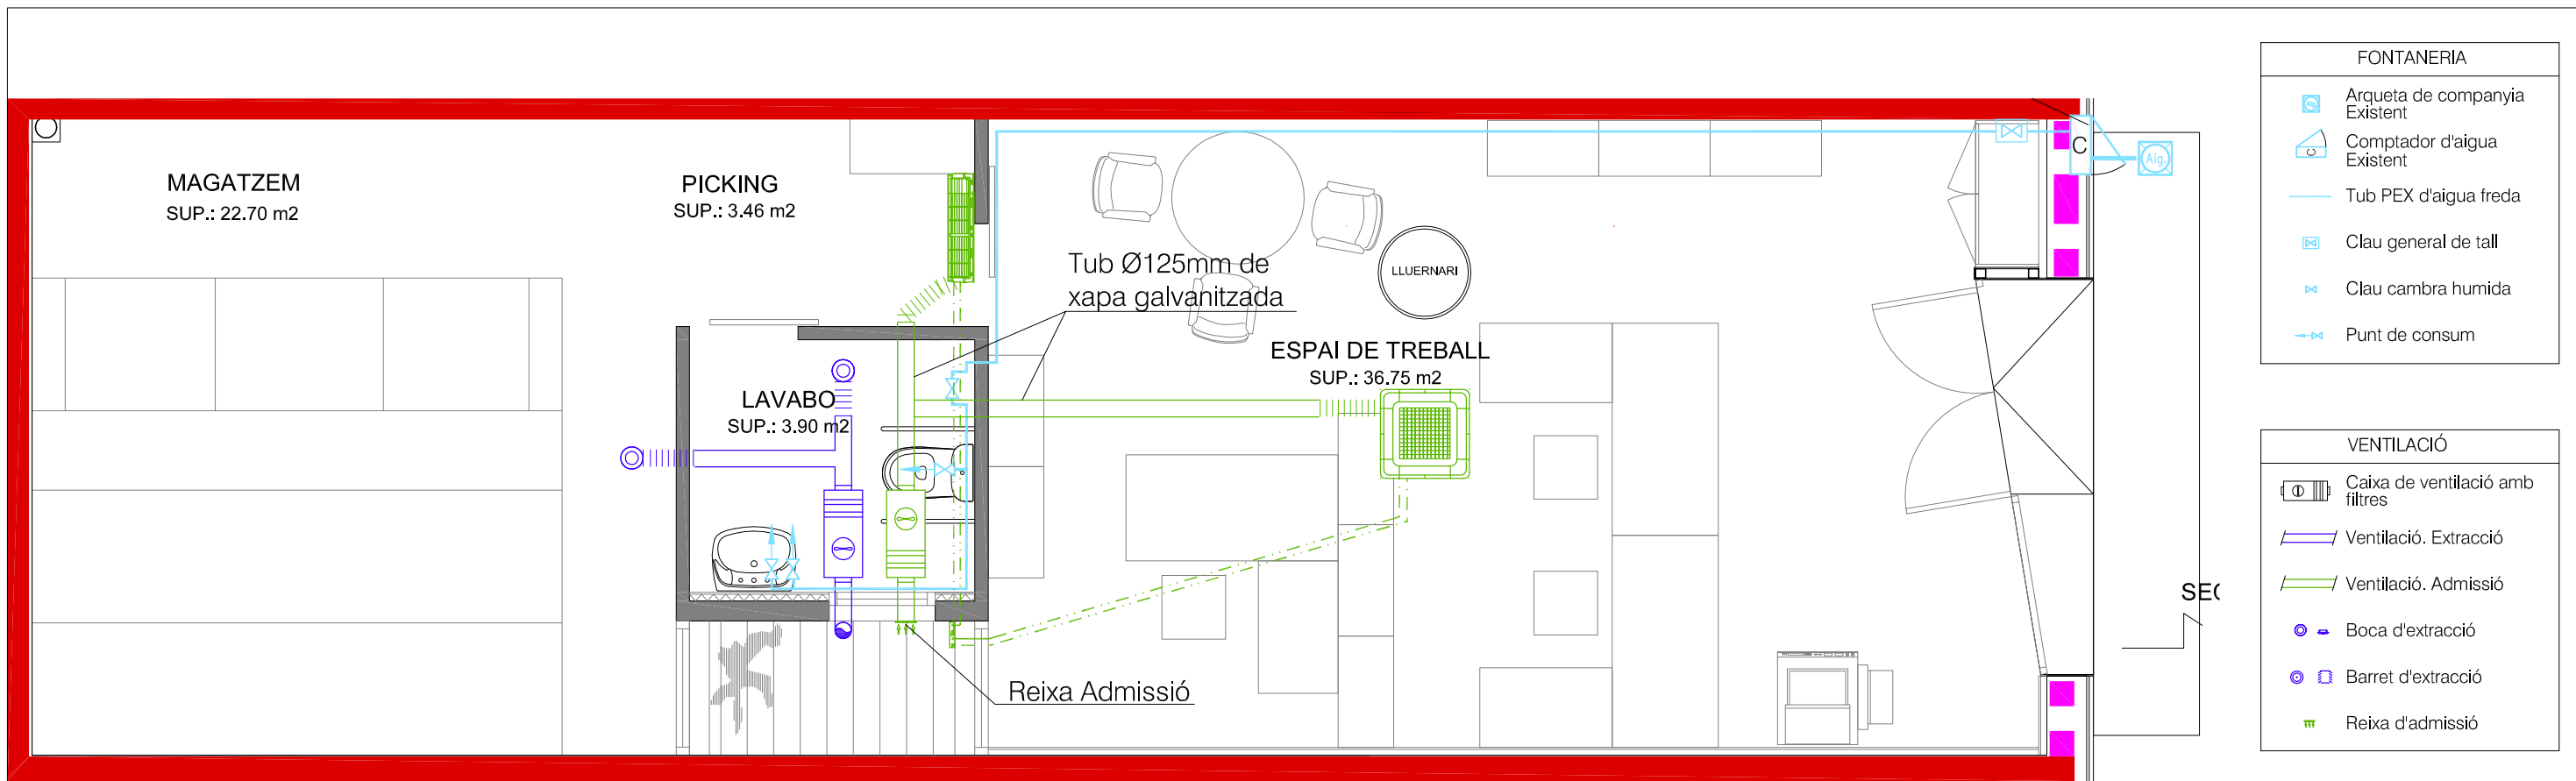 MAGATZEM
SUP.: 22.70 m2
PICKING
SUP.: 3.46 m2
Tub Ø125mm de
xapa galvanitzada
LLUERNARI
ESPAI DE TREBALL
SUP.: 36.75 m2
LAVABO
SUP.: 3.90 m2
Reixa Admissió
C
Aig.
SEC
FONTANERIA
Aig.
Arqueta de companyia
Existent
C
Comptador d'aigua
Existent
Tub PEX d'aigua freda
Clau general de tall
Clau cambra humida
Punt de consum
VENTILACIÓ
Caixa de ventilació amb
filtres
Ventilació. Extracció
Ventilació. Admissió
Boca d'extracció
Barret d'extracció
Reixa d'admissió